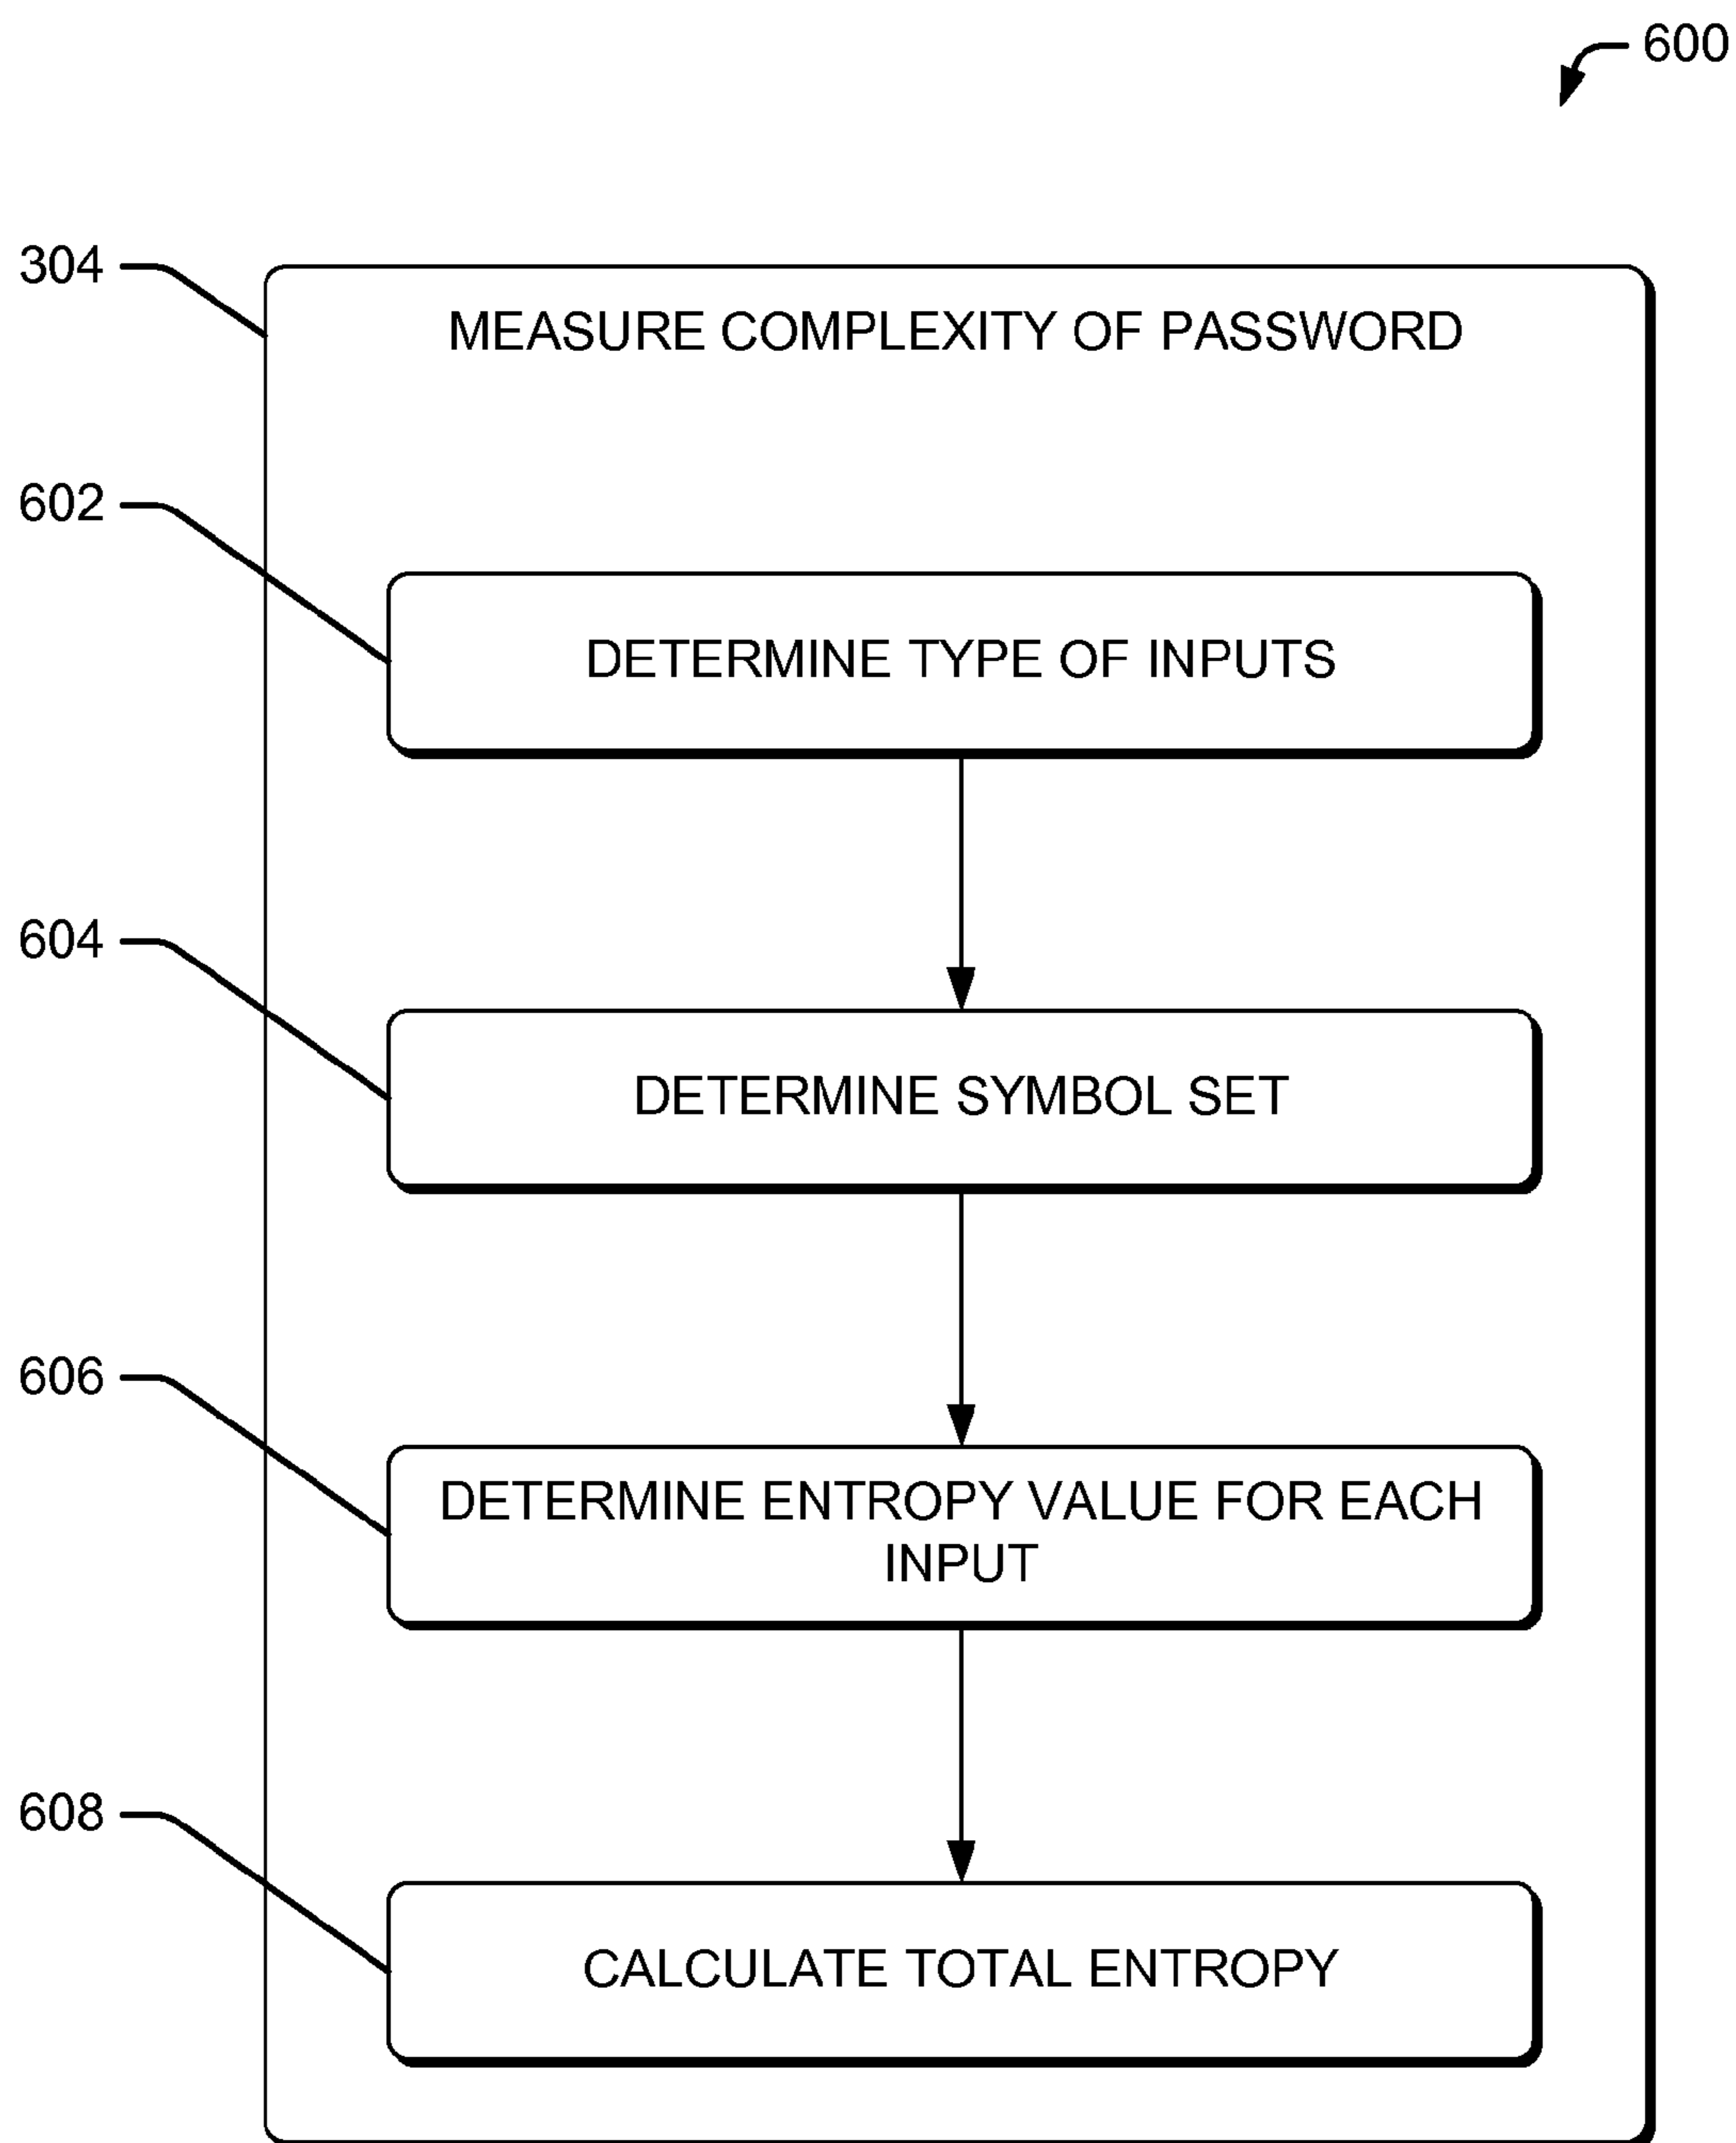 600
304
MEASURE COMPLEXITY OF PASSWORD
602
DETERMINE TYPE OF INPUTS
604
DETERMINE SYMBOL SET
606
DETERMINE ENTROPY VALUE FOR EACH
INPUT
608
CALCULATE TOTAL ENTROPY